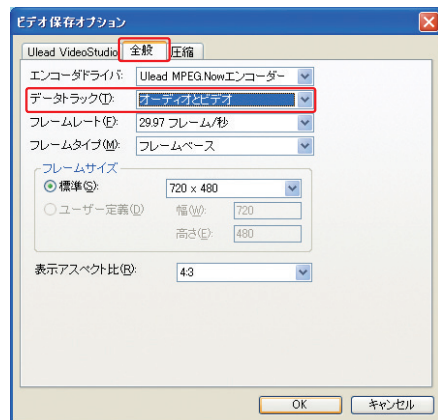 ビデオ保存オプション
Ulead VideoStudio 全般 圧縮
エンコーダドライバ: Ulead MPEG.Nowエンコーダー
データトラック(T): オーディオとビデオ
フレームレート(F): 29.97 フレーム/秒
フレームタイプ(M): フレームベース
フレームサイズ
標準(S): 720 x 480
ユーザー定義(D) 幅(W): 720
高さ(E): 480
表示アスペクト比(R): 4:3
OK キャンセル